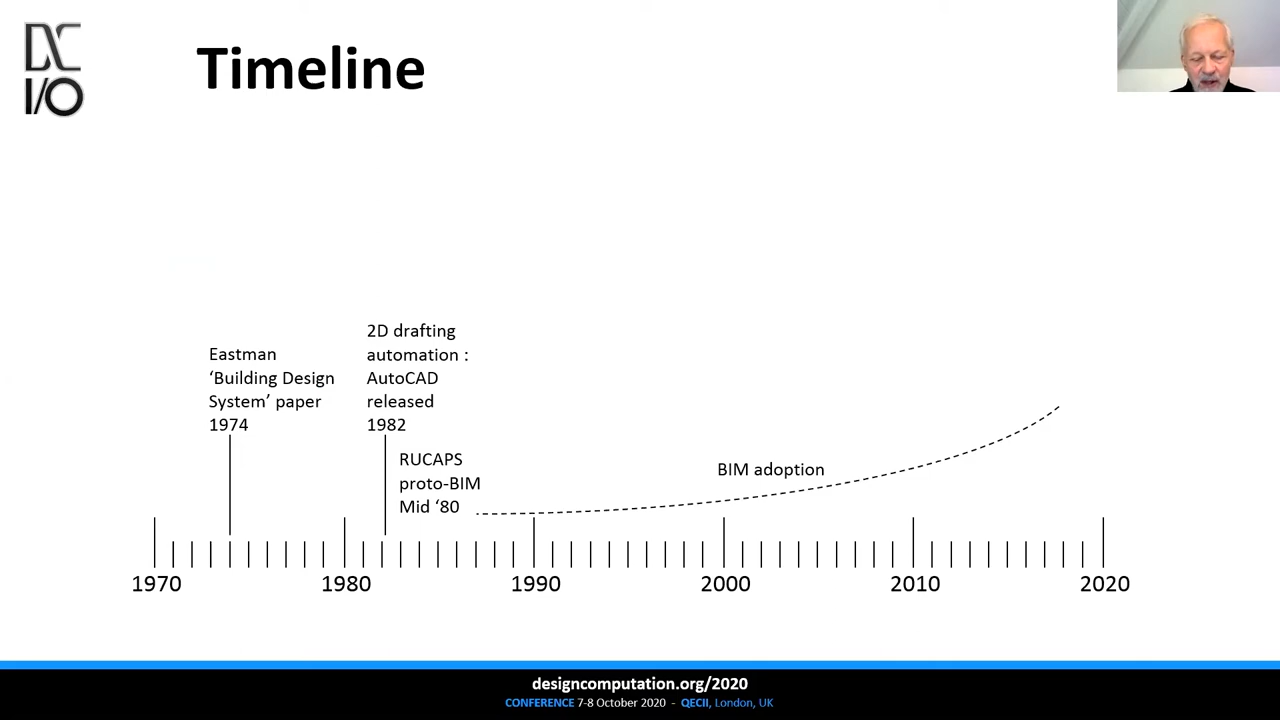 DC
I/O
Timeline
Eastman
‘Building Design
System’ paper
1974
2D drafting
automation :
AutoCAD
released
1982
RUCAPS
proto-BIM
Mid ‘80
BIM adoption
1970
1980
1990
2000
2010
2020
designcomputation.org/2020
CONFERENCE 7-8 October 2020 - QECII, London, UK